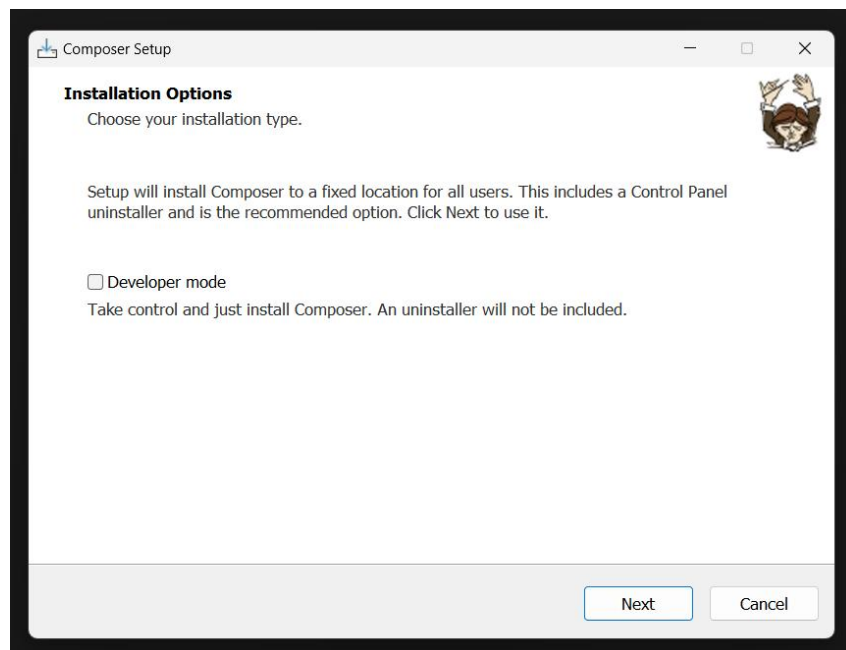 Composer Setup
Installation Options
Choose your installation type.
Setup will install Composer to a fixed location for all users. This includes a Control Panel
uninstaller and is the recommended option. Click Next to use it.
Developer mode
Take control and just install Composer. An uninstaller will not be included.
Next
Cancel